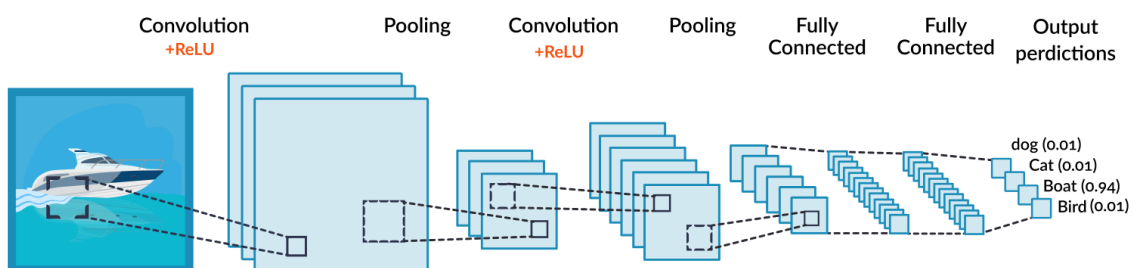 Convolution
+ReLU
Pooling
Convolution
+ReLU
Pooling
Fully
Connected
Fully
Connected
Output
perdictions
dog (0.01)
Cat (0.01)
Boat (0.94)
Bird (0.01)